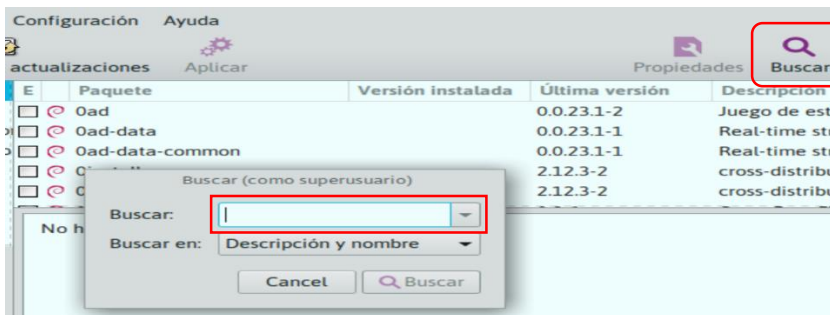 Configuración Ayuda
actualizaciones Aplicar Propiedades Buscar
E Paquete Versión instalada Última versión Descripción
0ad 0.0.23.1-2 Juego de est
0ad-data 0.0.23.1-1 Real-time str
0ad-data-common 0.0.23.1-1 Real-time str
2.12.3-2 cross-distribu
2.12.3-2 cross-distribu
Buscar (como superusuario)
Buscar:
Buscar en: Descripción y nombre
Cancel Buscar
No h